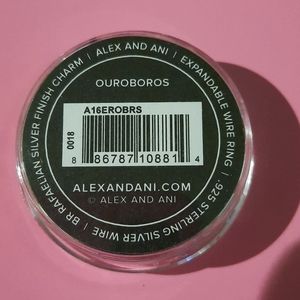 ALEX AND ANI | EXPANDABLE WIRE RING | .925 STERLING SILVER WIRE | BR RAFAELIAN SILVER FINISH CHARM |
OUROBOROS
A16EROBRS
0018
8 86787 10881 4
ALEXANDANI.COM
© ALEX AND ANI